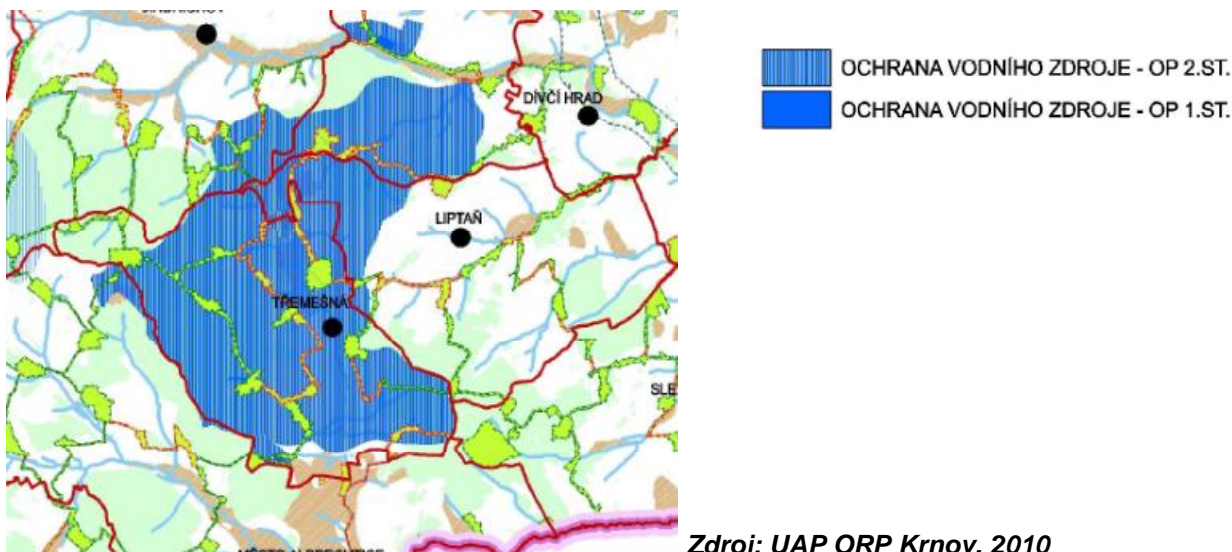 OCHRANA VODNÍHO ZDROJE - OP 2.ST.
OCHRANA VODNÍHO ZDROJE - OP 1.ST.
DÍVČÍ HRAD
LIPTAŇ
TŘEMEŠNÁ
SLE
Zdroj: UAP ORP Krnov, 2010